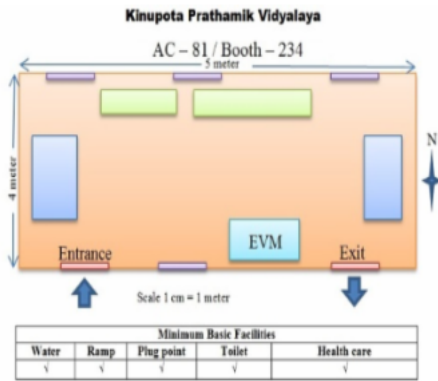 Kinupota Prathamik Vidyalaya
AC – 81 / Booth – 234
5 meter
4 meter
N
EVM
Entrance
Exit
Scale 1 cm = 1 meter
Minimum Basic Facilities
Water Ramp Plug point Toilet Health care
√ √ √ √ √